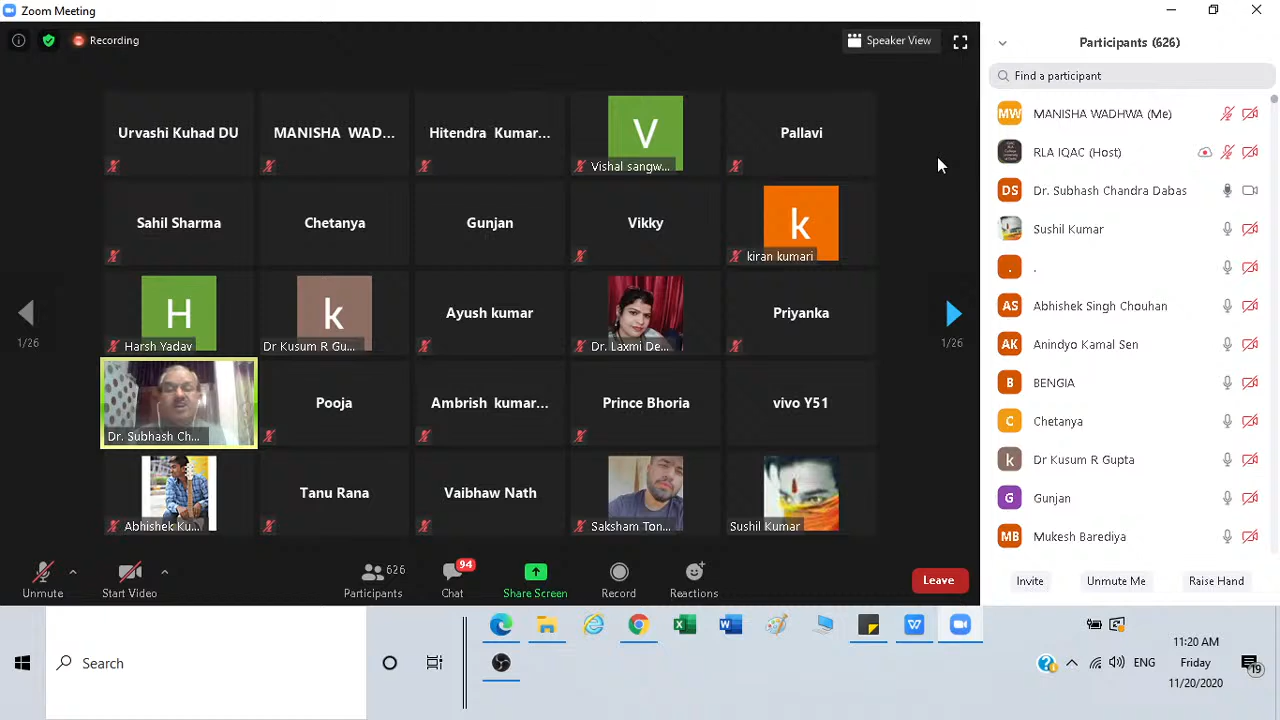 Zoom Meeting
Recording
Speaker View
Urvashi Kuhad DU
MANISHA WAD...
Hitendra Kumar...
V
Vishal sangw...
Pallavi
Sahil Sharma
Chetanya
Gunjan
Vikky
k
kiran kumari
H
Harsh Yadav
k
Dr Kusum R Gu...
Ayush kumar
Dr. Laxmi De...
Priyanka
1/26
1/26
Dr. Subhash Ch...
Pooja
Ambrish kumar...
Prince Bhoria
vivo Y51
Abhishek Ku...
Tanu Rana
Vaibhaw Nath
Saksham Ton...
Sushil Kumar
Unmute
Start Video
626
Participants
94
Chat
Share Screen
Record
Reactions
Leave
Participants (626)
Find a participant
MW MANISHA WADHWA (Me)
RLA IQAC (Host)
DS Dr. Subhash Chandra Dabas
Sushil Kumar
. .
AS Abhishek Singh Chouhan
AK Anindyo Kamal Sen
B BENGIA
C Chetanya
k Dr Kusum R Gupta
G Gunjan
MB Mukesh Barediya
Invite
Unmute Me
Raise Hand
Search
ENG
11:20 AM
Friday
11/20/2020
19